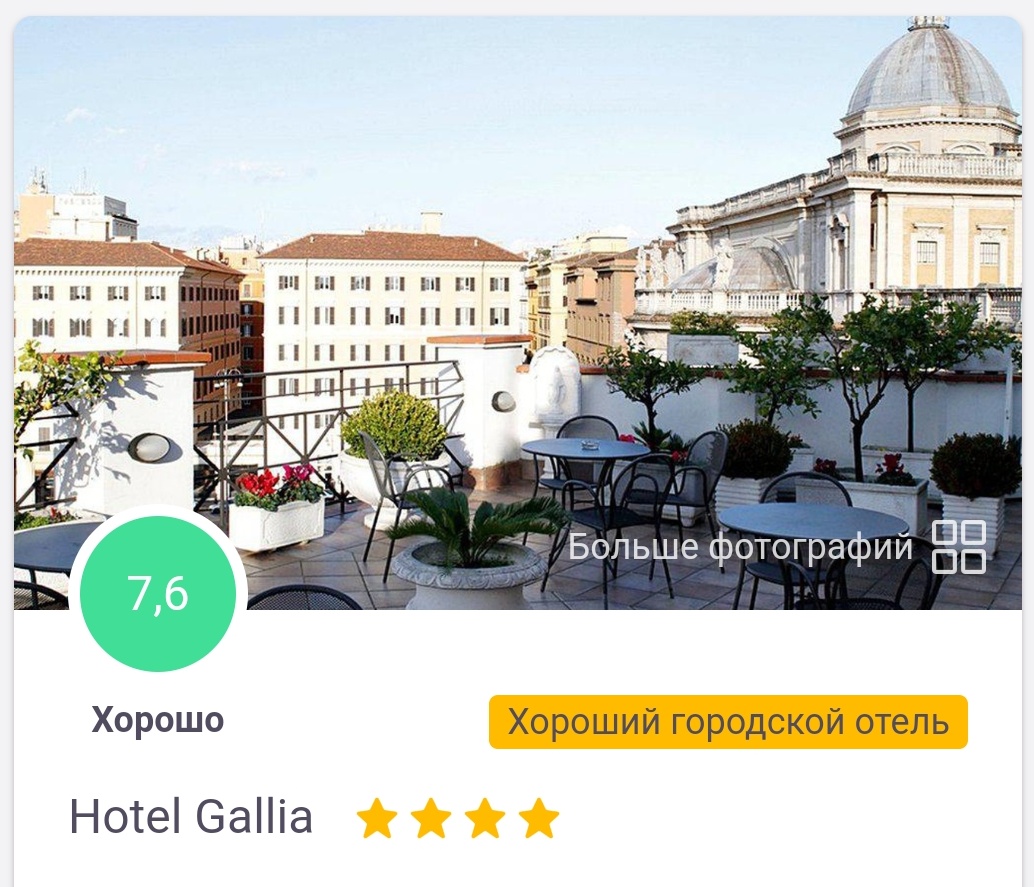 Больше фотографий
7,6
Хорошо
Хороший городской отель
Hotel Gallia